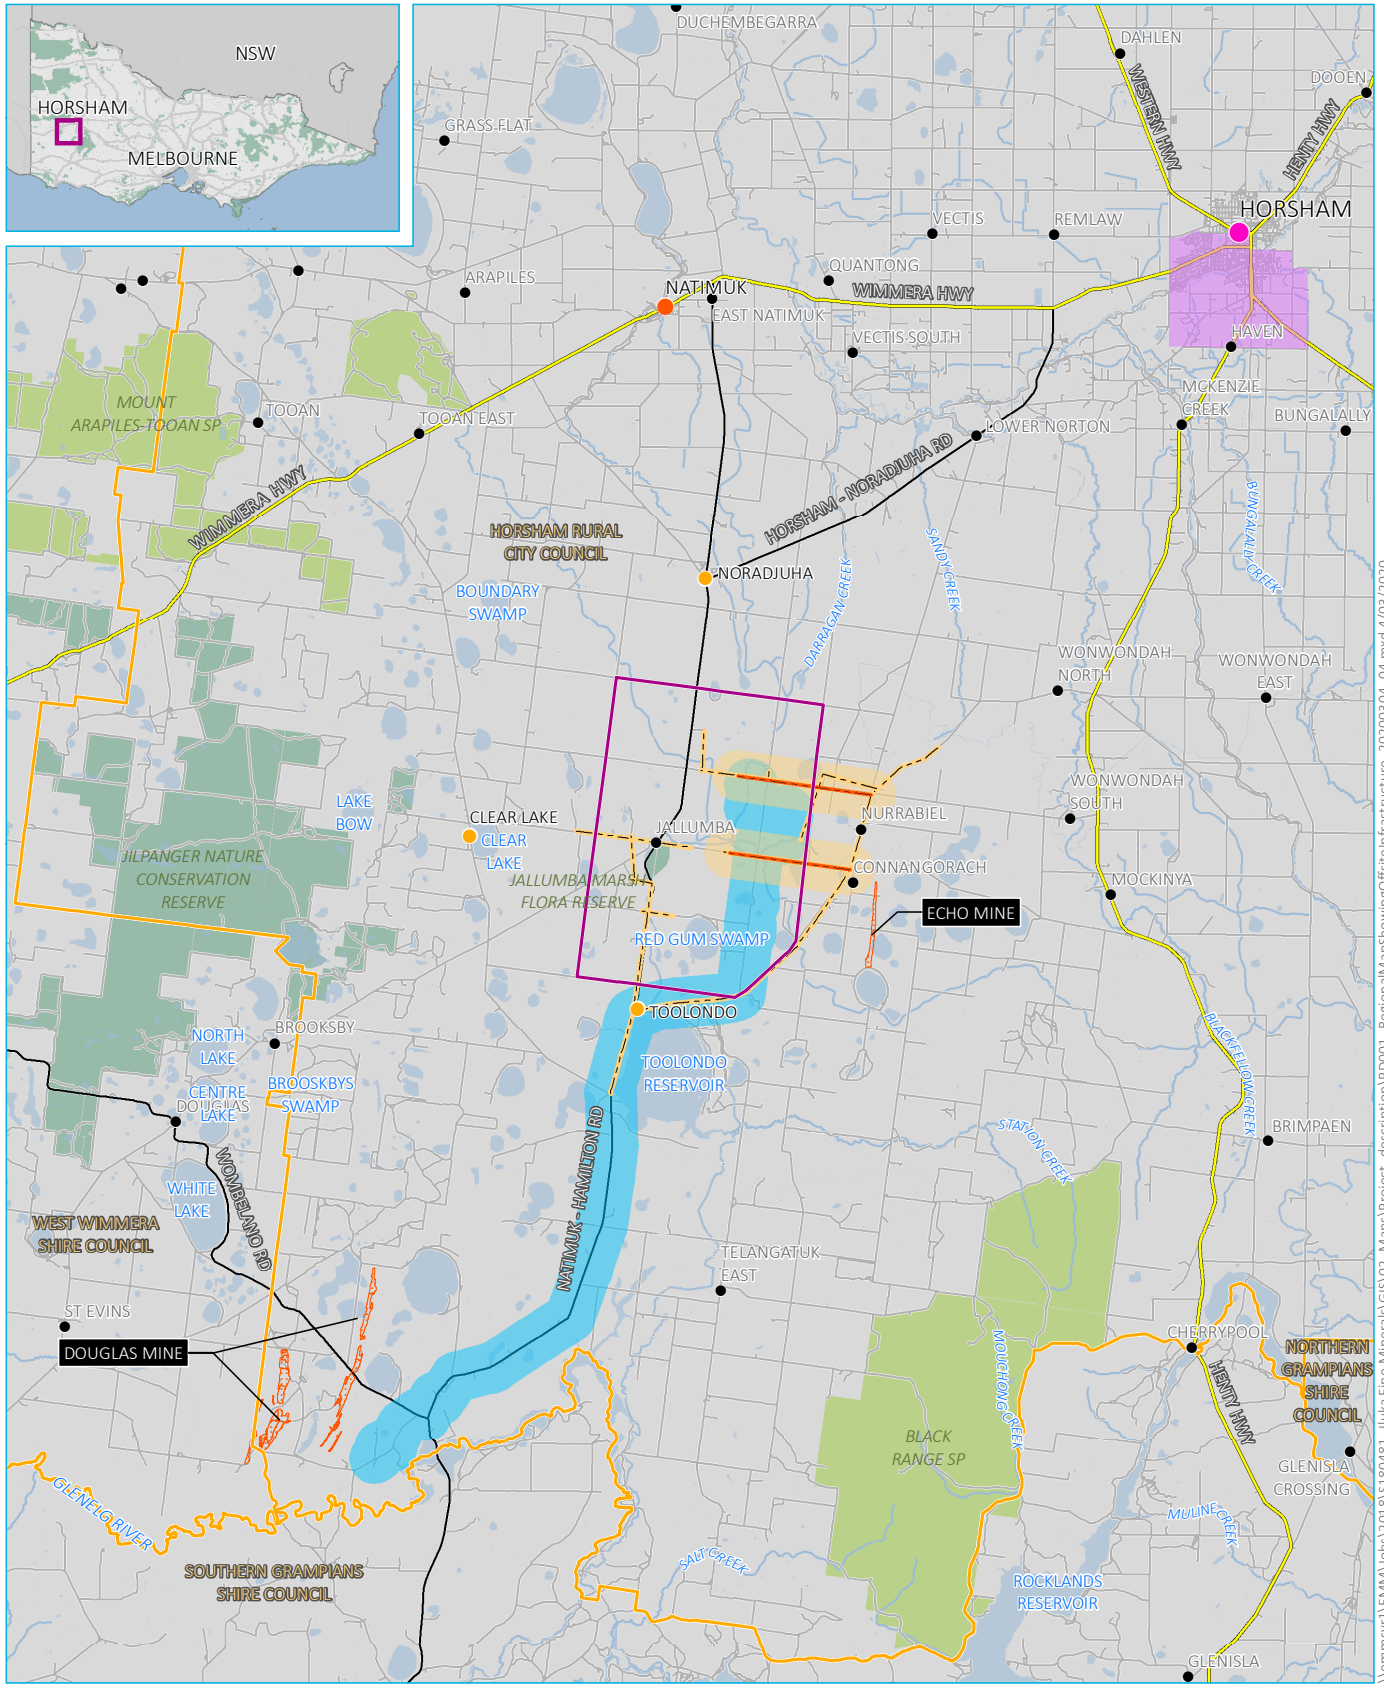 NSW
HORSHAM
MELBOURNE
DUCHEMBEGARRA
DAHLEN
DOOEN
WESTERN HWY
HENTY HWY
GRASS FLAT
HORSHAM
VECTIS
REMLAW
QUANTONG
ARAPILES
NATIMUK
WIMMERA HWY
EAST NATIMUK
VECTIS SOUTH
HAVEN
MCKENZIE
CREEK
BUNGALALLY
MOUNT
ARAPILES-TOOAN SP
TOOAN
TOOAN EAST
LOWER NORTON
HORSHAM - NORADJUHA RD
WIMMERA HWY
HORSHAM RURAL
CITY COUNCIL
BUNGALALLY CREEK
SANDY CREEK
DARRAGAN CREEK
NORADJUHA
BOUNDARY
SWAMP
WONWONDAH
NORTH
WONWONDAH
EAST
WONWONDAH
SOUTH
LAKE
BOW
CLEAR LAKE
CLEAR
LAKE
JALLUMBA
NURRABIEL
CONNANGORACH
MOCKINYA
JILPANGER NATURE
CONSERVATION
RESERVE
JALLUMBA MARSH
FLORA RESERVE
ECHO MINE
RED GUM SWAMP
TOOLONDO
NORTH
LAKE
BROOKSBY
TOOLONDO
RESERVOIR
BLACKFELLOW CREEK
CENTRE
LAKE
DOUGLAS
BROOSKBYS
SWAMP
STATION CREEK
BRIMPAEN
WHITE
LAKE
WOMBELANO RD
NATIMUK - HAMILTON RD
WEST WIMMERA
SHIRE COUNCIL
TELANGATUK
EAST
ST EVINS
DOUGLAS MINE
CHERRYPOOL
NORTHERN
GRAMPIANS
SHIRE
COUNCIL
MOUCHONG CREEK
HENTY HWY
BLACK
RANGE SP
GLENISLA
CROSSING
GLENELG RIVER
MULINE CREEK
SALT CREEK
SOUTHERN GRAMPIANS
SHIRE COUNCIL
ROCKLANDS
RESERVOIR
GLENISLA